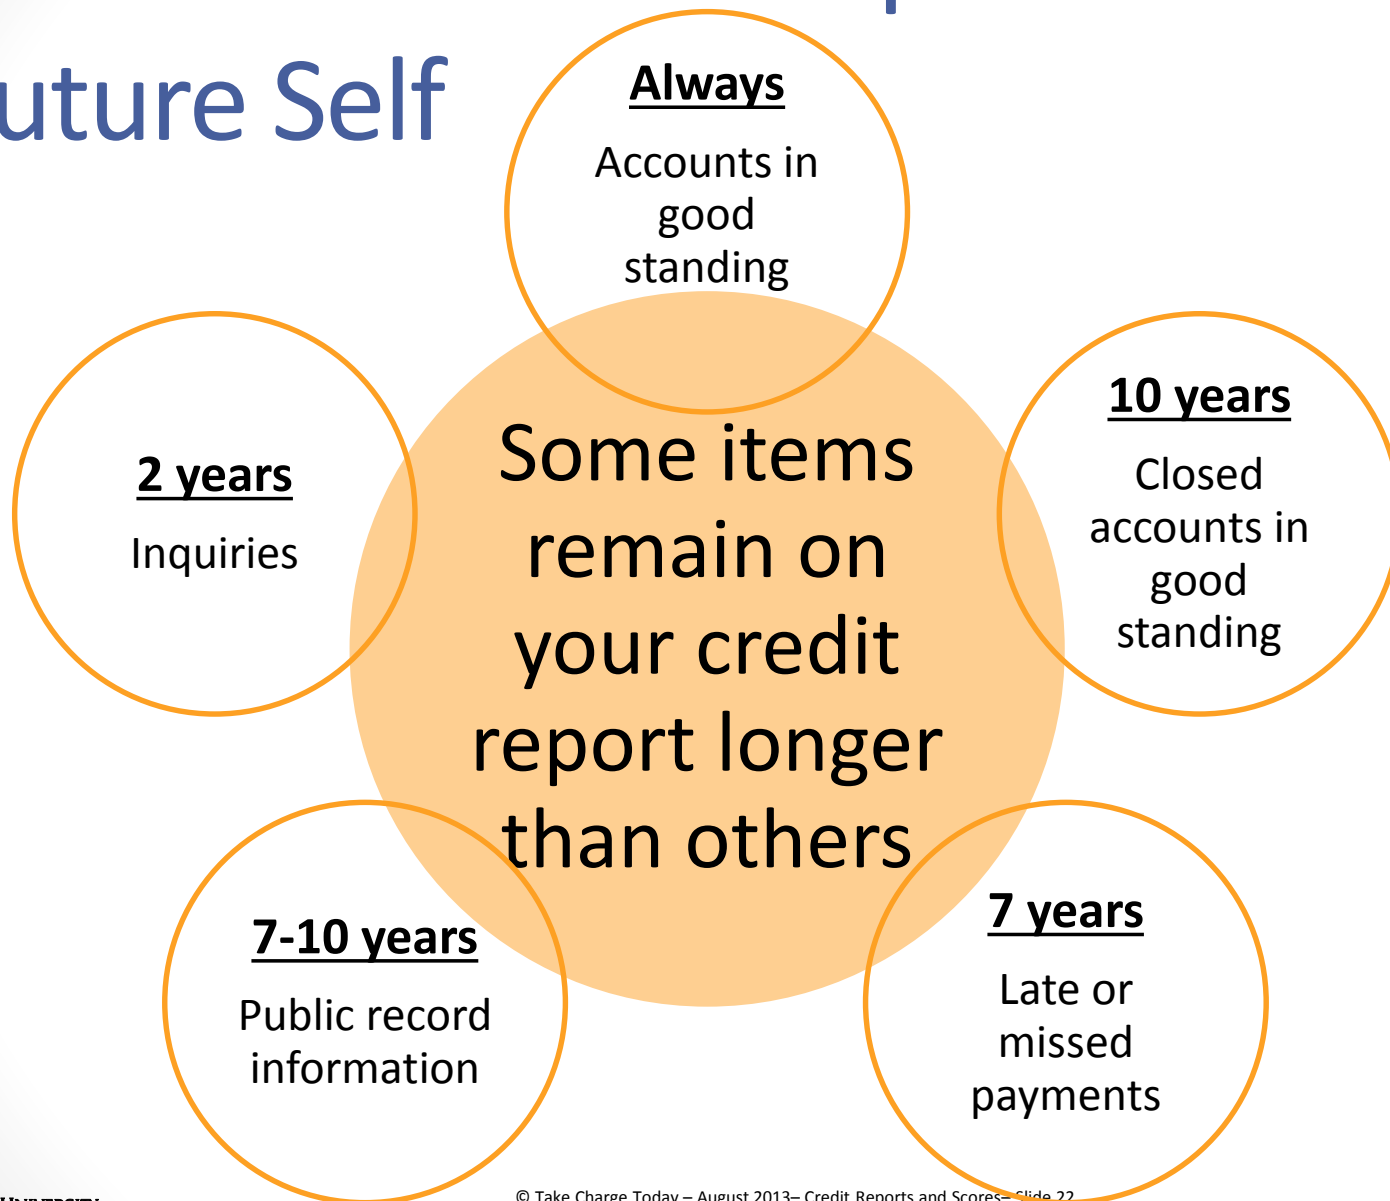 uture Self
Always
Accounts in
good
standing
10 years
Closed
accounts in
good
standing
2 years
Inquiries
Some items
remain on
your credit
report longer
than others
7 years
Late or
missed
payments
7-10 years
Public record
information
© Take Charge Today – August 2013– Credit Reports and Scores– Slide 22